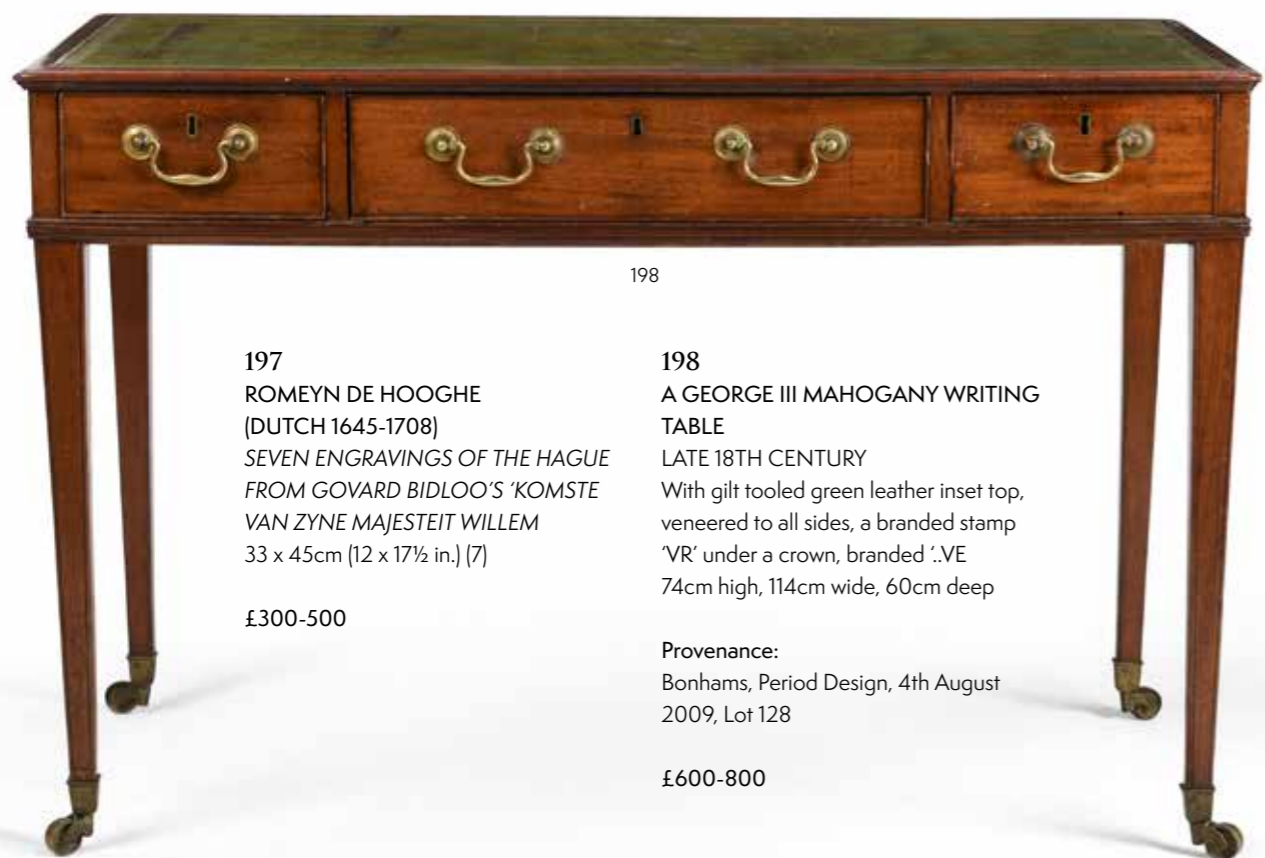 198
197
ROMEYN DE HOOGHE
(DUTCH 1645-1708)
SEVEN ENGRAVINGS OF THE HAGUE
FROM GOVARD BIDLOO'S ‘KOMSTE
VAN ZYNE MAJESTEIT WILLEM
33 x 45cm (12 x 17½ in.) (7)
£300-500
198
A GEORGE III MAHOGANY WRITING
TABLE
LATE 18TH CENTURY
With gilt tooled green leather inset top,
veneered to all sides, a branded stamp
‘VR’ under a crown, branded ‘..VE
74cm high, 114cm wide, 60cm deep
Provenance:
Bonhams, Period Design, 4th August
2009, Lot 128
£600-800